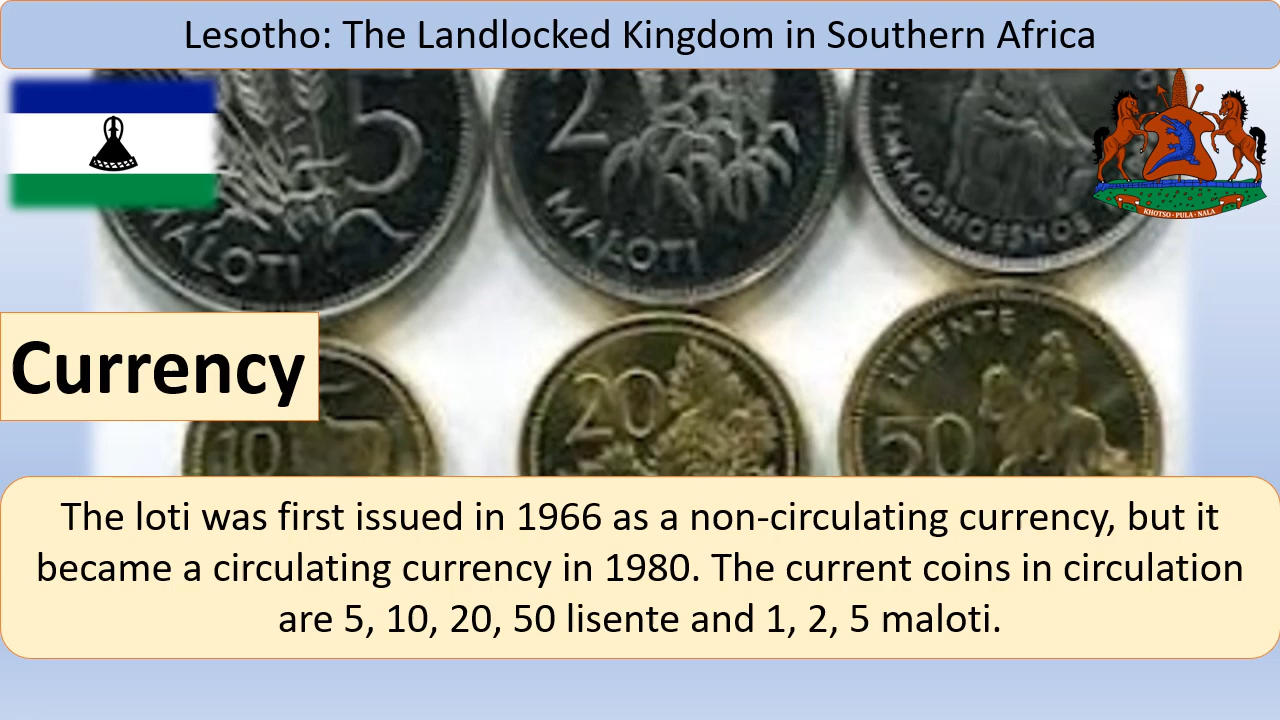 Lesotho: The Landlocked Kingdom in Southern Africa
5
MALOTI
2
MALOTI
KHOTSO · PULA · NALA
Currency
10
20
LISENTE
50
The loti was first issued in 1966 as a non-circulating currency, but it
became a circulating currency in 1980. The current coins in circulation
are 5, 10, 20, 50 lisente and 1, 2, 5 maloti.